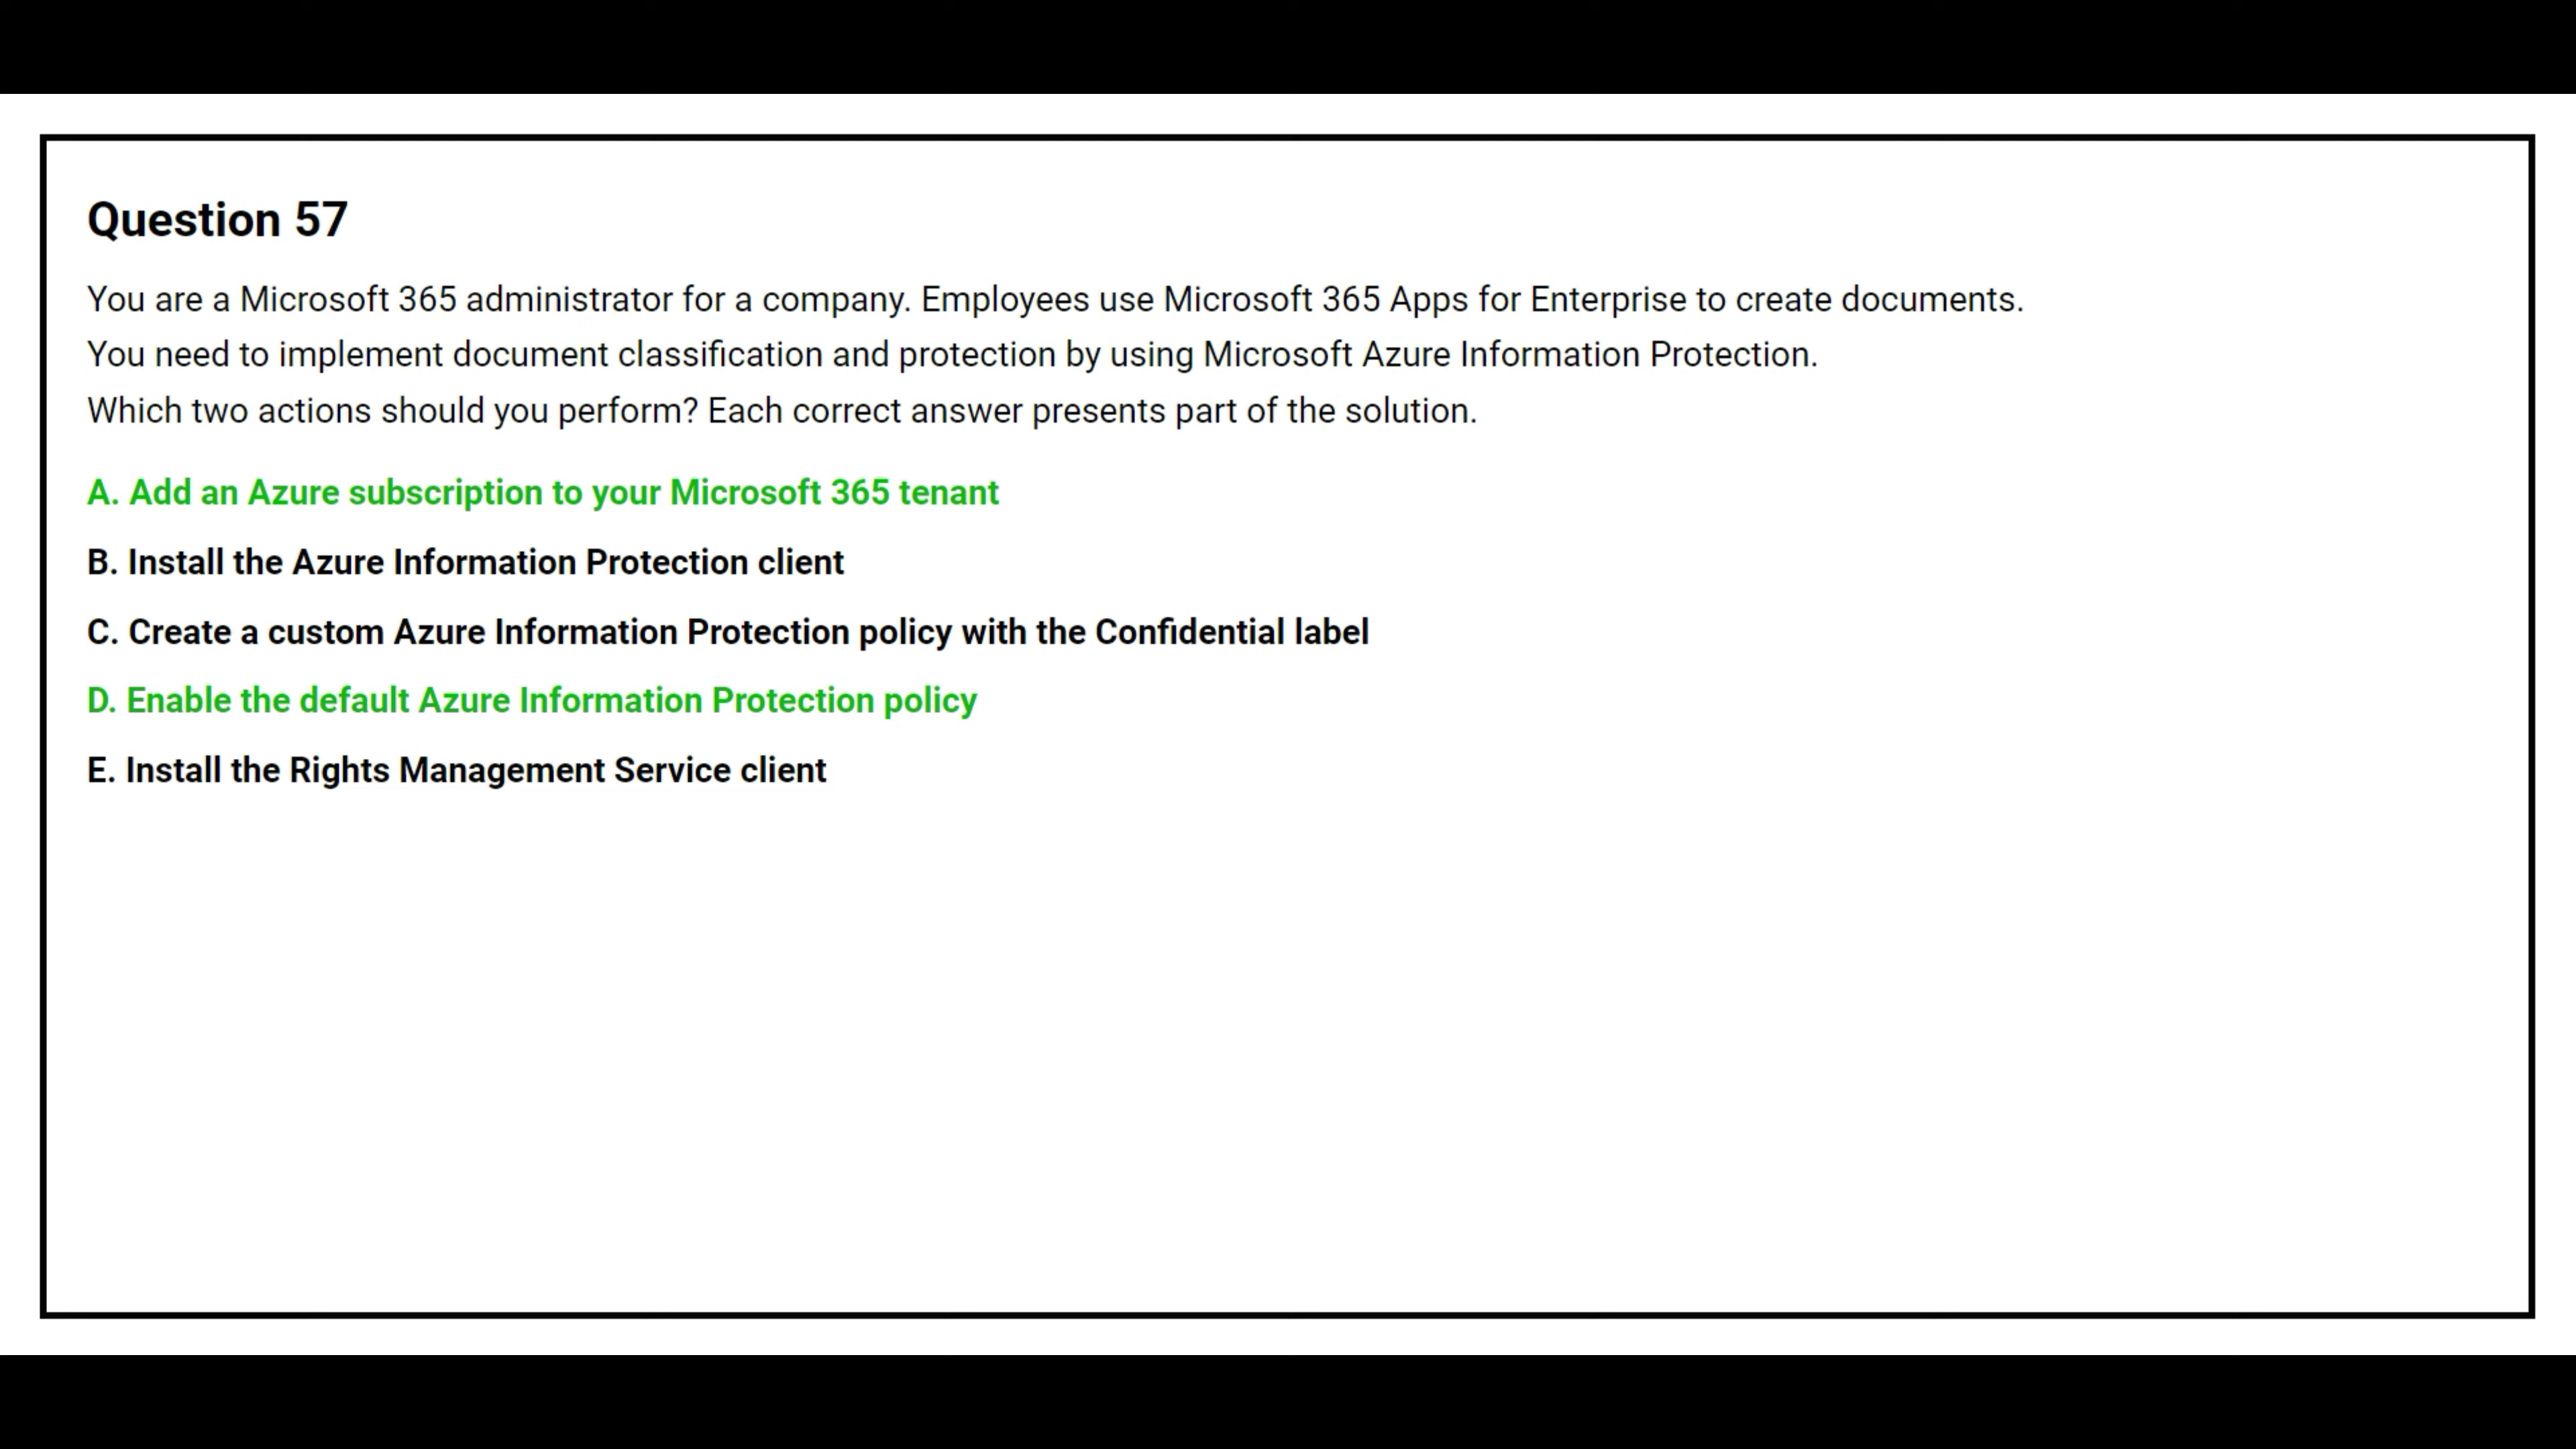 Question 57
You are a Microsoft 365 administrator for a company. Employees use Microsoft 365 Apps for Enterprise to create documents.
You need to implement document classification and protection by using Microsoft Azure Information Protection.
Which two actions should you perform? Each correct answer presents part of the solution.
A. Add an Azure subscription to your Microsoft 365 tenant
B. Install the Azure Information Protection client
C. Create a custom Azure Information Protection policy with the Confidential label
D. Enable the default Azure Information Protection policy
E. Install the Rights Management Service client